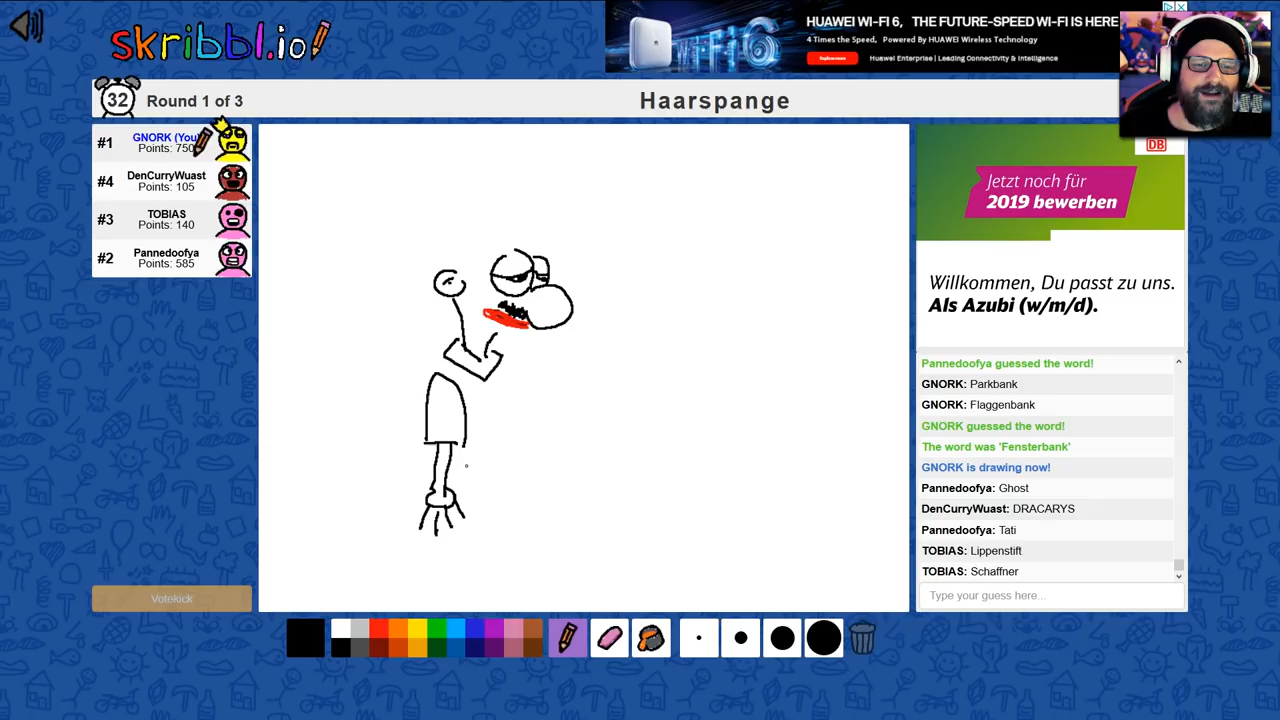 skribbl.io
HUAWEI WI-FI 6, THE FUTURE-SPEED WI-FI IS HERE
4 Times the Speed, Powered By HUAWEI Wireless Technology
Huawei Enterprise | Leading Connectivity & Intelligence
32
Round 1 of 3
Haarspange
#1
GNORK (You)
Points: 750
#4
DenCurryWuast
Points: 105
#3
TOBIAS
Points: 140
#2
Pannedoofya
Points: 585
DB
Jetzt noch für
2019 bewerben
Willkommen, Du passt zu uns.
Als Azubi (w/m/d).
Pannedoofya guessed the word!
GNORK: Parkbank
GNORK: Flaggenbank
GNORK guessed the word!
The word was 'Fensterbank'
GNORK is drawing now!
Pannedoofya: Ghost
DenCurryWuast: DRACARYS
Pannedoofya: Tati
TOBIAS: Lippenstift
TOBIAS: Schaffner
Type your guess here...
Votekick